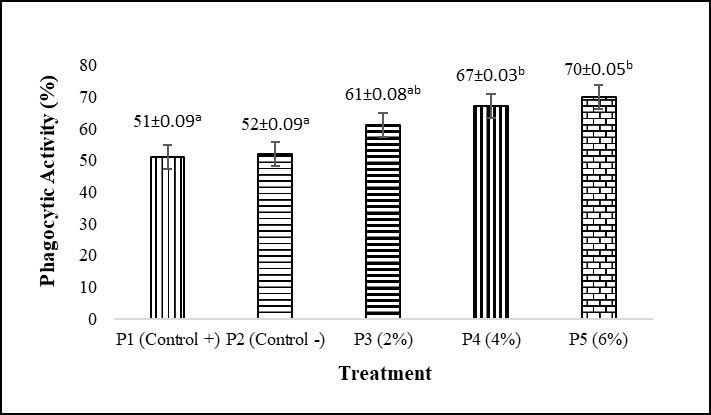 80
70
60
50
40
30
20
10
0
Phagocytic Activity (%)
51±0.09ᵃ
52±0.09ᵃ
61±0.08ᵃᵇ
67±0.03ᵇ
70±0.05ᵇ
P1 (Control +) P2 (Control -) P3 (2%) P4 (4%) P5 (6%)
Treatment